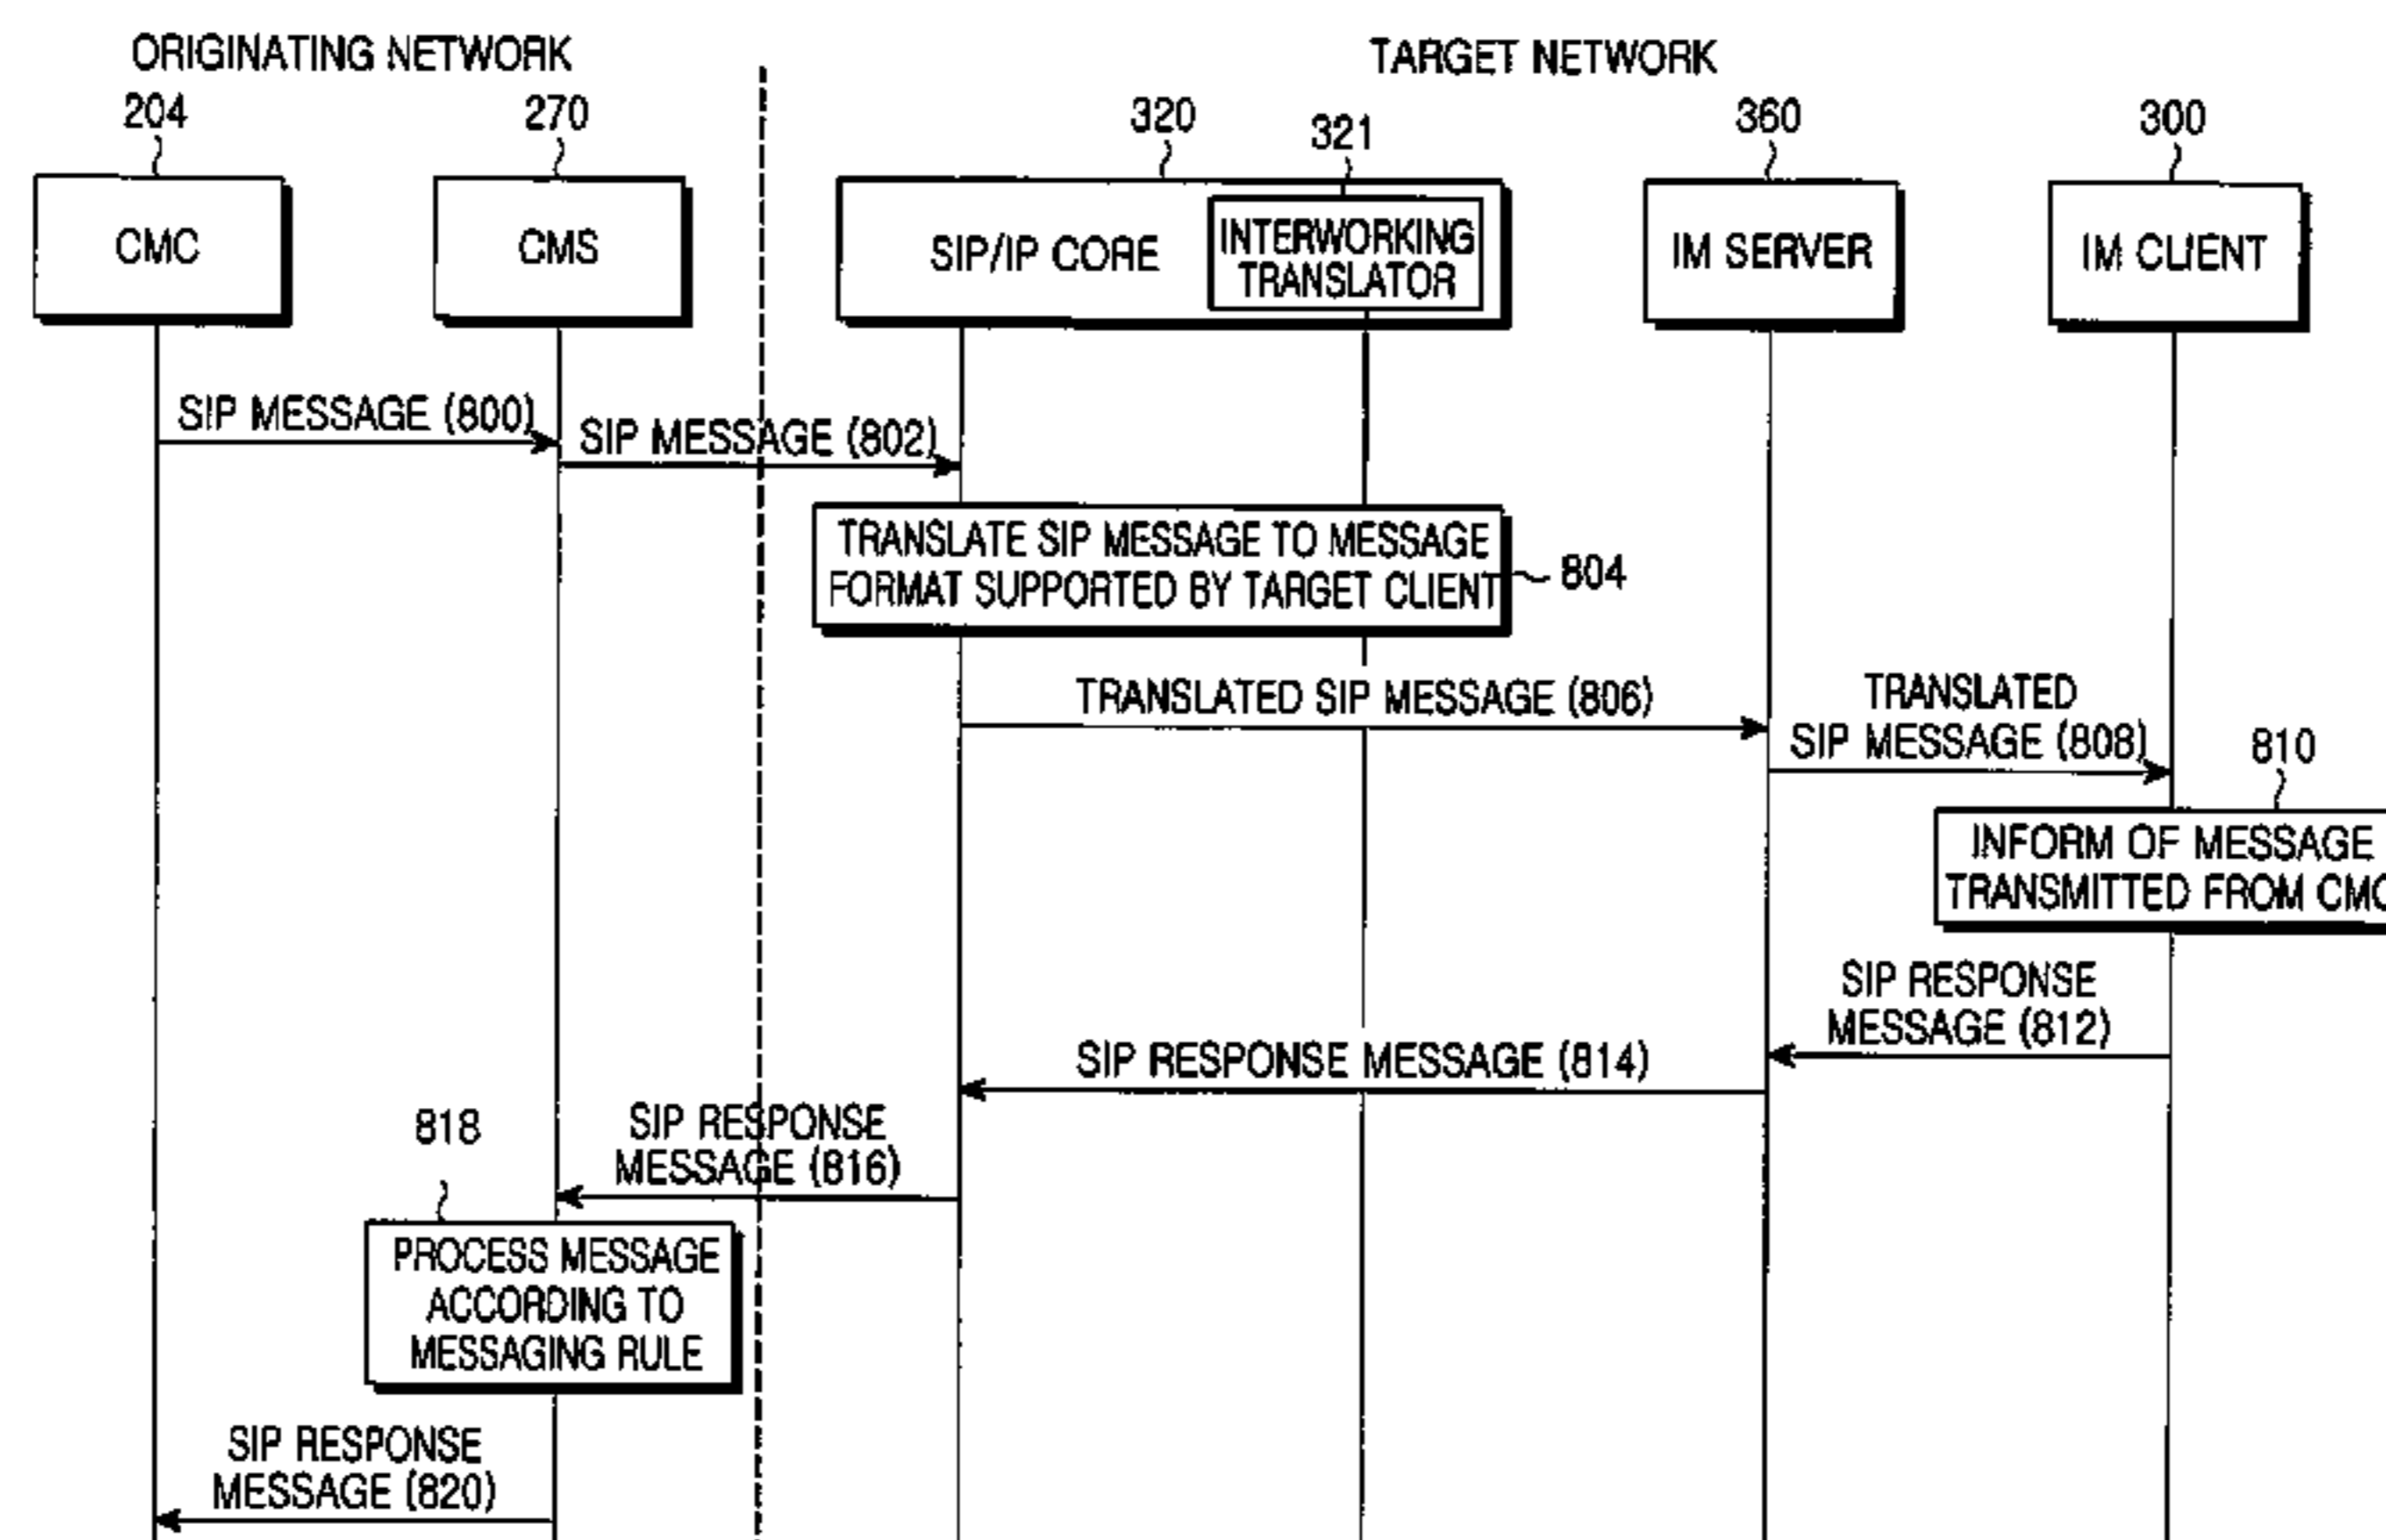 ORIGINATING NETWORK
TARGET NETWORK
204
270
320
321
360
300
CMC
CMS
SIP/IP CORE
INTERWORKING
TRANSLATOR
IM SERVER
IM CLIENT
SIP MESSAGE (800)
SIP MESSAGE (802)
TRANSLATE SIP MESSAGE TO MESSAGE
FORMAT SUPPORTED BY TARGET CLIENT
804
TRANSLATED SIP MESSAGE (806)
TRANSLATED
SIP MESSAGE (808)
810
INFORM OF MESSAGE
TRANSMITTED FROM
SIP RESPONSE
MESSAGE (812)
SIP RESPONSE MESSAGE (814)
SIP RESPONSE
MESSAGE (816)
818
PROCESS MESSAGE
ACCORDING TO
MESSAGING RULE
SIP RESPONSE
MESSAGE (820)